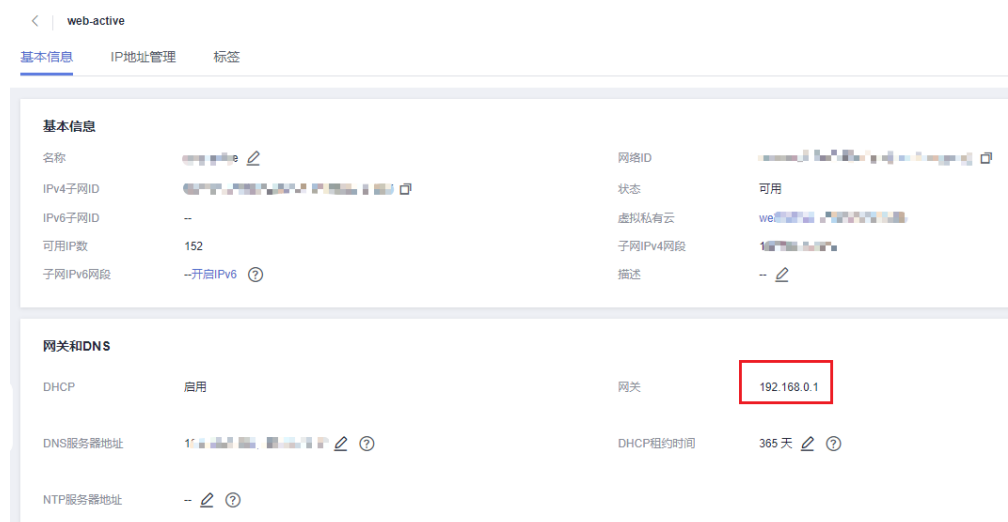 web-active
基本信息 IP地址管理 标签
基本信息
名称 网络ID
IPv4子网ID 状态 可用
IPv6子网ID -- 虚拟私有云
可用IP数 152 子网IPv4网段
子网IPv6网段 --开启IPv6 描述 --
网关和DNS
DHCP 启用 网关 192.168.0.1
DNS服务器地址 DHCP租约时间 365 天
NTP服务器地址 --